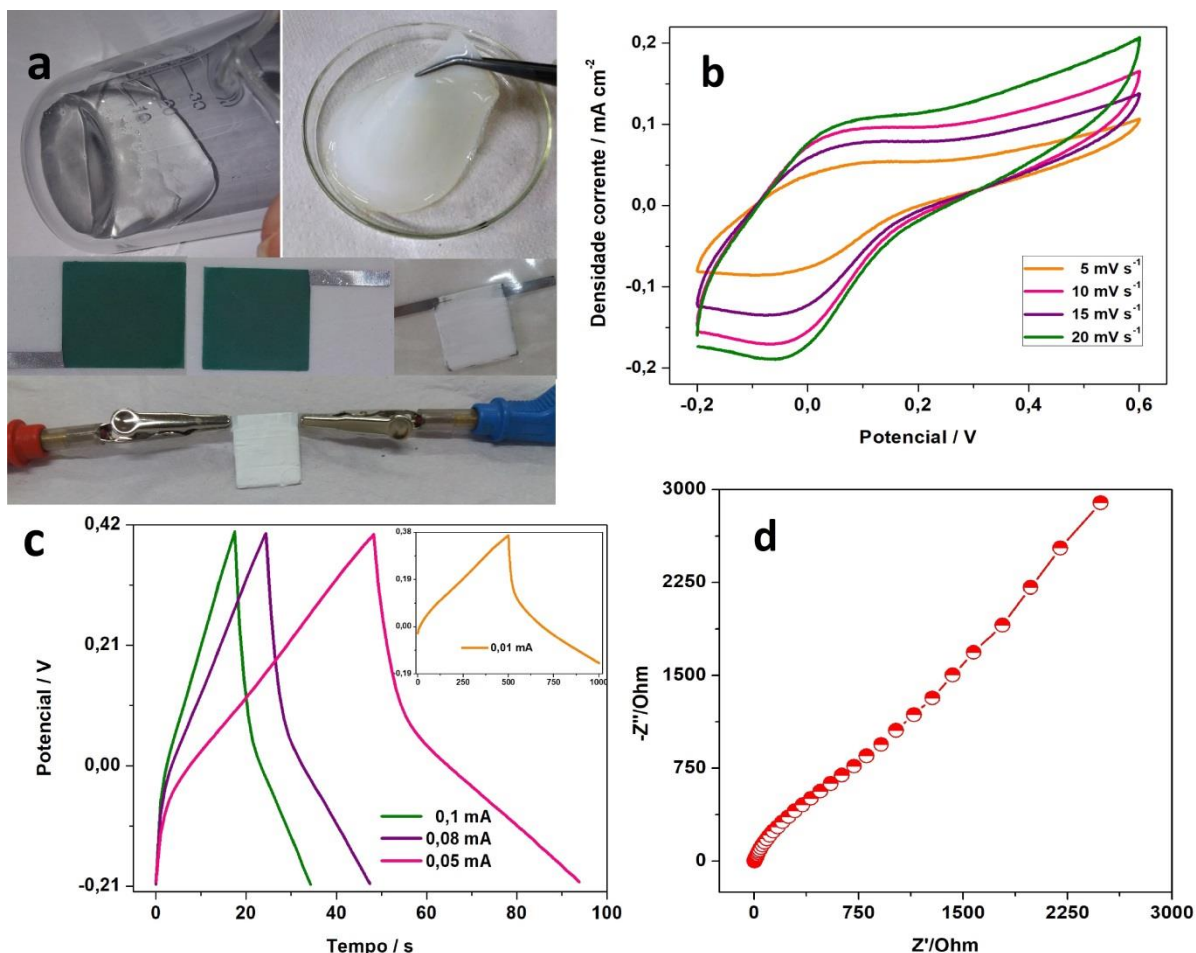 a
b
Densidade corrente / mA cm⁻²
0,2
0,1
0,0
-0,1
-0,2
-0,2
0,0
0,2
0,4
0,6
Potencial / V
5 mV s⁻¹
10 mV s⁻¹
15 mV s⁻¹
20 mV s⁻¹
c
Potencial / V
0,42
0,21
0,00
-0,21
0
20
40
60
80
100
Tempo / s
0,1 mA
0,08 mA
0,05 mA
0,38
0,19
0,00
-0,19
0
250
500
750
1000
0,01 mA
d
-Z''/Ohm
3000
2250
1500
750
0
0
750
1500
2250
3000
Z'/Ohm